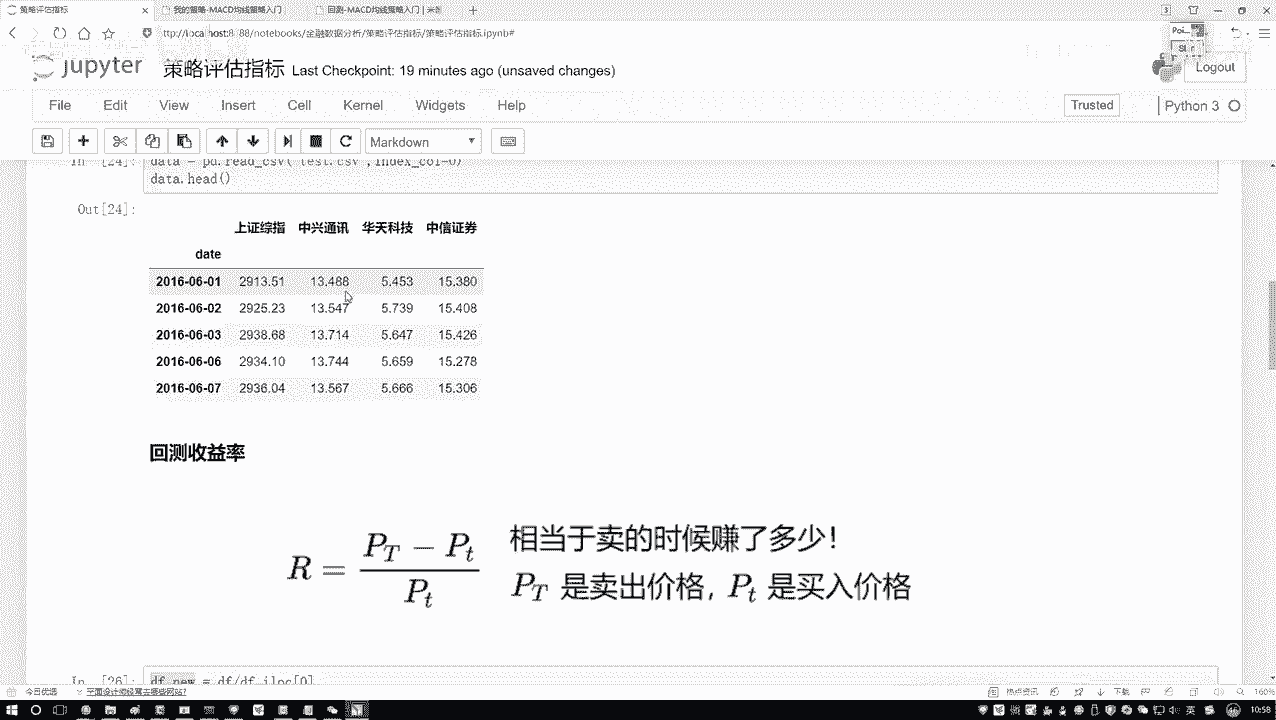 策略评估指标
我的策略-MACD均线策略入门
回测-MACD均线策略入门 | 米筐
ttp://localhost:8888/notebooks/金融数据分析/策略评估指标/策略评估指标.ipynb#
jupyter 策略评估指标 Last Checkpoint: 19 minutes ago (unsaved changes)
Logout
File Edit View Insert Cell Kernel Widgets Help
Trusted Python 3
Markdown
In [24]: data = pd.read_csv('test.csv',index_col=0)
data.head()
Out[24]:
上证综指 中兴通讯 华天科技 中信证券
date
2016-06-01 2913.51 13.488 5.453 15.380
2016-06-02 2925.23 13.547 5.739 15.408
2016-06-03 2938.68 13.714 5.647 15.426
2016-06-06 2934.10 13.744 5.659 15.278
2016-06-07 2936.04 13.567 5.666 15.306
回测收益率
R = (P_T − P_t) / P_t
相当于卖的时候赚了多少！
P_T 是卖出价格，P_t 是买入价格
In [26]: df_new = df/df.iloc[0]
今日优选
热点资讯 下载 160%
英 10:58